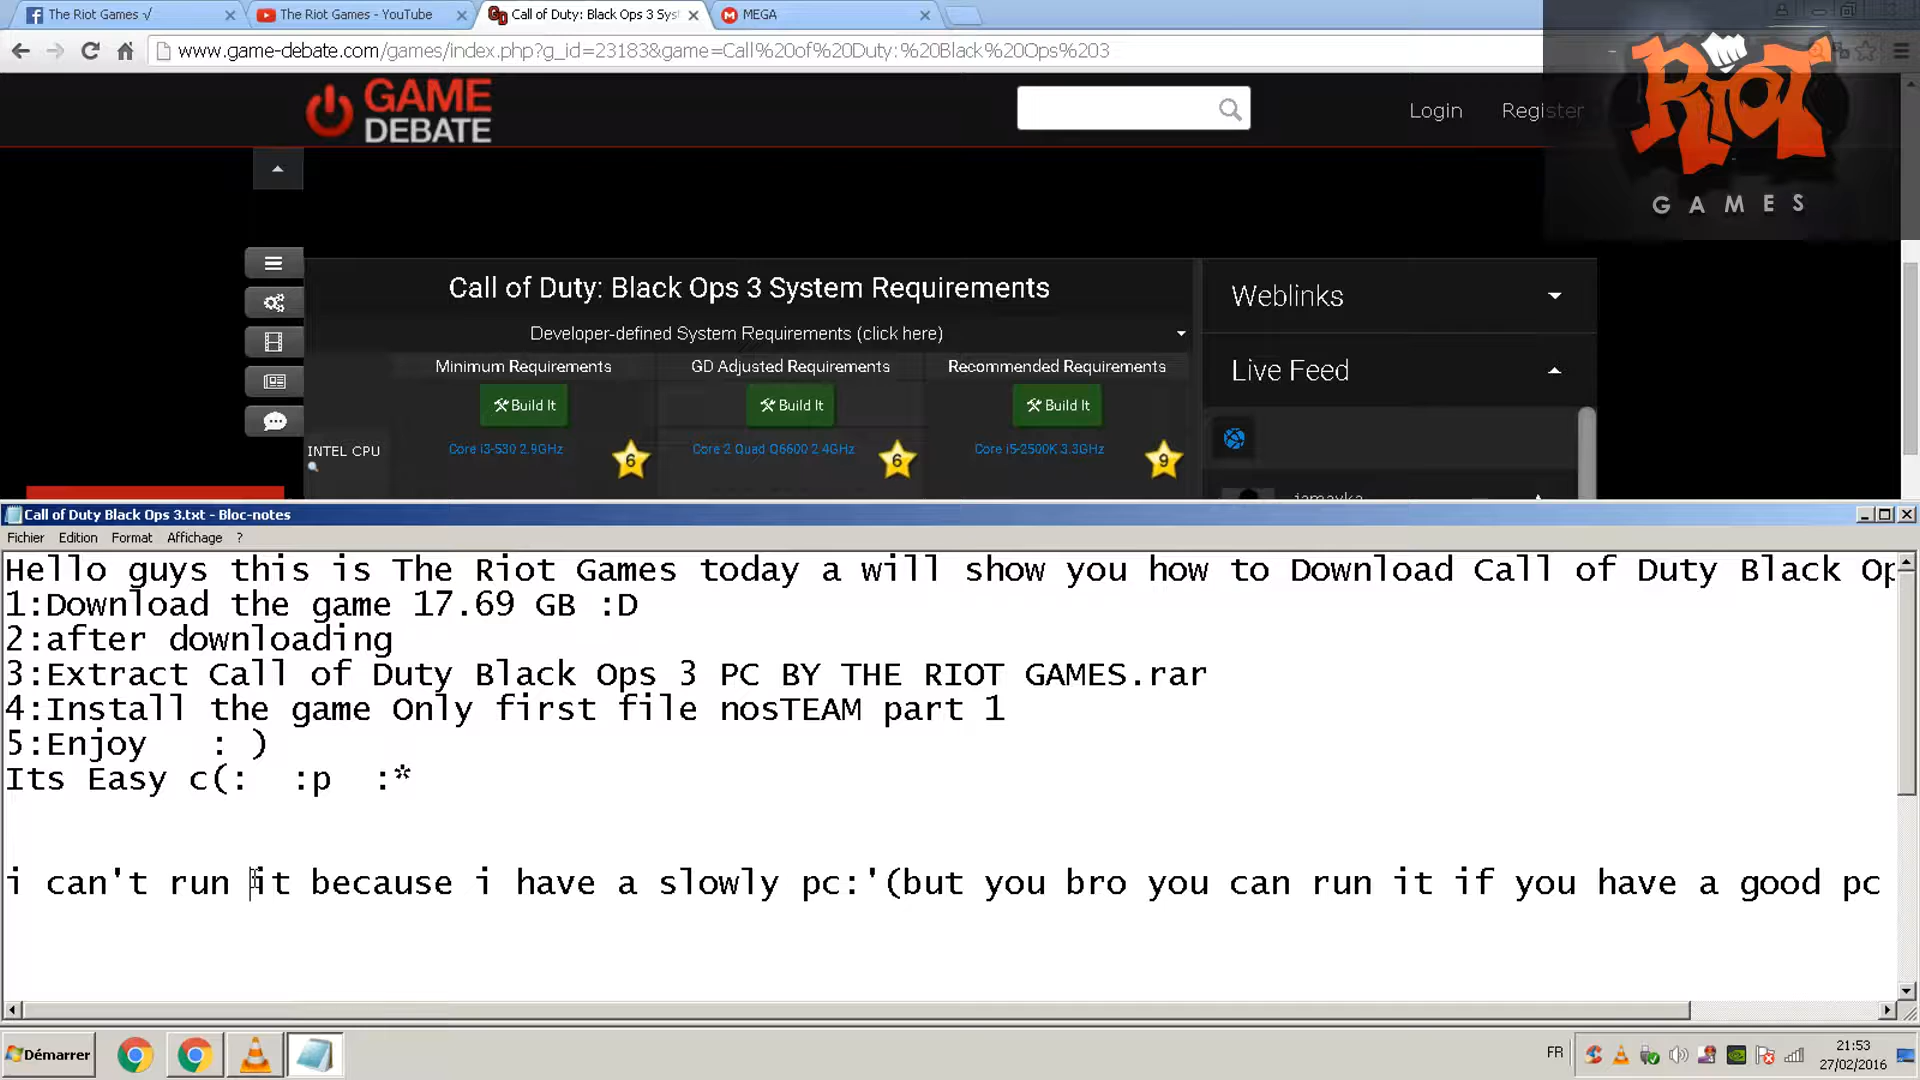 The Riot Games √
The Riot Games - YouTube
Call of Duty: Black Ops 3 Sys
MEGA
www.game-debate.com/games/index.php?g_id=23183&game=Call%20of%20Duty:%20Black%20Ops%203
GAME
DEBATE
Login
Register
RIOT
GAMES
Call of Duty: Black Ops 3 System Requirements
Developer-defined System Requirements (click here)
Minimum Requirements
GD Adjusted Requirements
Recommended Requirements
Build It
Build It
Build It
INTEL CPU
Core i3-530 2.9GHz
6
Core 2 Quad Q6600 2.4GHz
6
Core i5-2500K 3.3GHz
9
Weblinks
Live Feed
Call of Duty Black Ops 3.txt - Bloc-notes
Fichier Edition Format Affichage ?
Hello guys this is The Riot Games today a will show you how to Download Call of Duty Black Op
1:Download the game 17.69 GB :D
2:after downloading
3:Extract Call of Duty Black Ops 3 PC BY THE RIOT GAMES.rar
4:Install the game Only first file nosTEAM part 1
5:Enjoy   : )
Its Easy c(:  :p  :*
i can't run it because i have a slowly pc:'(but you bro you can run it if you have a good pc
Démarrer
FR
21:53
27/02/2016